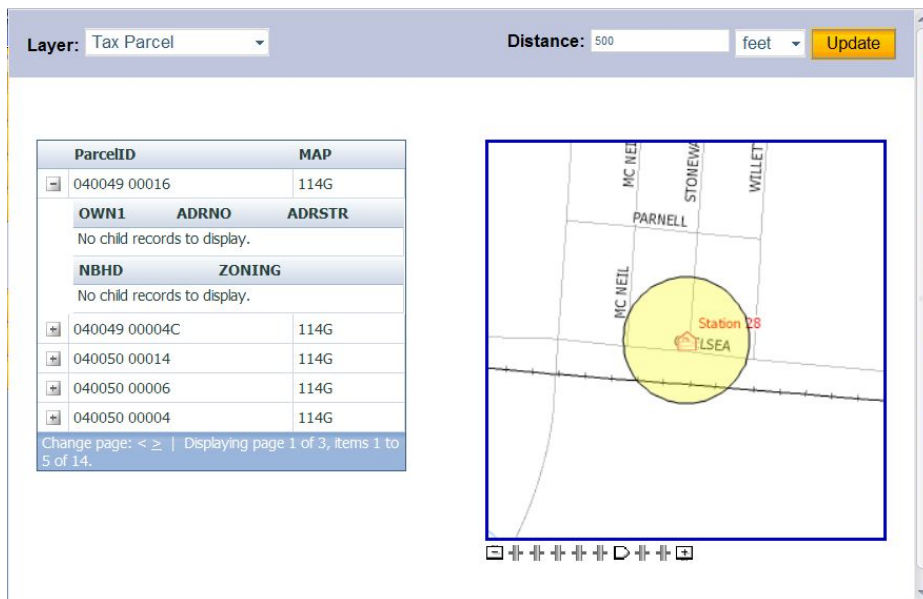 Layer: Tax Parcel Distance: 500 feet Update
ParcelID MAP
040049 00016 114G
OWN1 ADRNO ADRSTR
No child records to display.
NBHD ZONING
No child records to display.
040049 00004C 114G
040050 00014 114G
040050 00006 114G
040050 00004 114G
Change page: < > | Displaying page 1 of 3, items 1 to
5 of 14.
MC NEIL
STONEWA
WILLET
PARNELL
MC NEIL
Station 28
LSEA